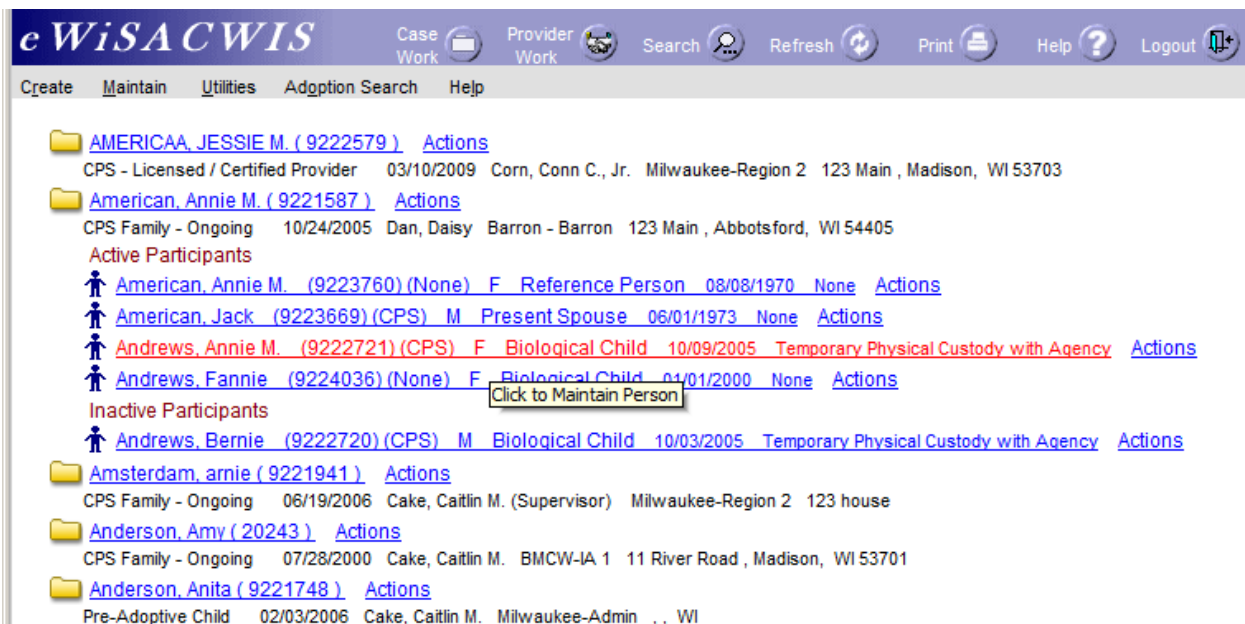 e WiSACWIS Case Work Provider Work Search Refresh Print Help Logout
Create Maintain Utilities Adoption Search Help
AMERICAA, JESSIE M. ( 9222579 ) Actions
CPS - Licensed / Certified Provider 03/10/2009 Corn, Conn C., Jr. Milwaukee-Region 2 123 Main , Madison, WI 53703
American, Annie M. ( 9221587 ) Actions
CPS Family - Ongoing 10/24/2005 Dan, Daisy Barron - Barron 123 Main , Abbotsford, WI 54405
Active Participants
American, Annie M. (9223760) (None) F Reference Person 08/08/1970 None Actions
American, Jack (9223669) (CPS) M Present Spouse 06/01/1973 None Actions
Andrews, Annie M. (9222721) (CPS) F Biological Child 10/09/2005 Temporary Physical Custody with Agency Actions
Andrews, Fannie (9224036) (None) F Biological Child 01/01/2000 None Actions
Click to Maintain Person
Inactive Participants
Andrews, Bernie (9222720) (CPS) M Biological Child 10/03/2005 Temporary Physical Custody with Agency Actions
Amsterdam, arnie ( 9221941 ) Actions
CPS Family - Ongoing 06/19/2006 Cake, Caitlin M. (Supervisor) Milwaukee-Region 2 123 house
Anderson, Amy ( 20243 ) Actions
CPS Family - Ongoing 07/28/2000 Cake, Caitlin M. BMCW-IA 1 11 River Road , Madison, WI 53701
Anderson, Anita ( 9221748 ) Actions
Pre-Adoptive Child 02/03/2006 Cake, Caitlin M. Milwaukee-Admin , , WI